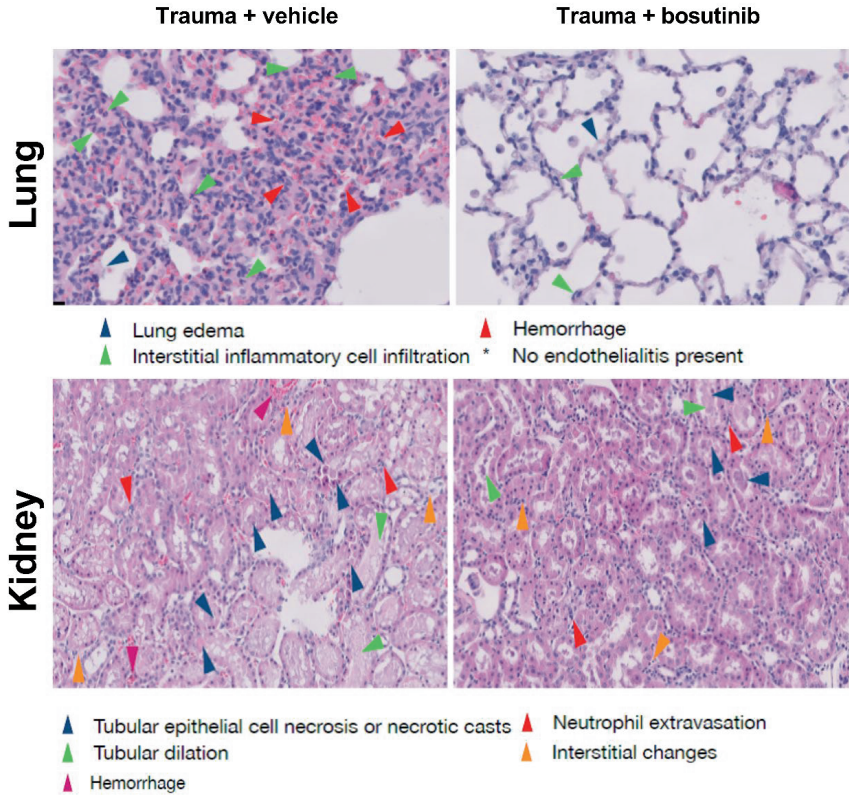 Trauma + vehicle
Trauma + bosutinib
Lung
Lung edema
Hemorrhage
Interstitial inflammatory cell infiltration
* No endothelialitis present
Kidney
Tubular epithelial cell necrosis or necrotic casts
Neutrophil extravasation
Tubular dilation
Interstitial changes
Hemorrhage